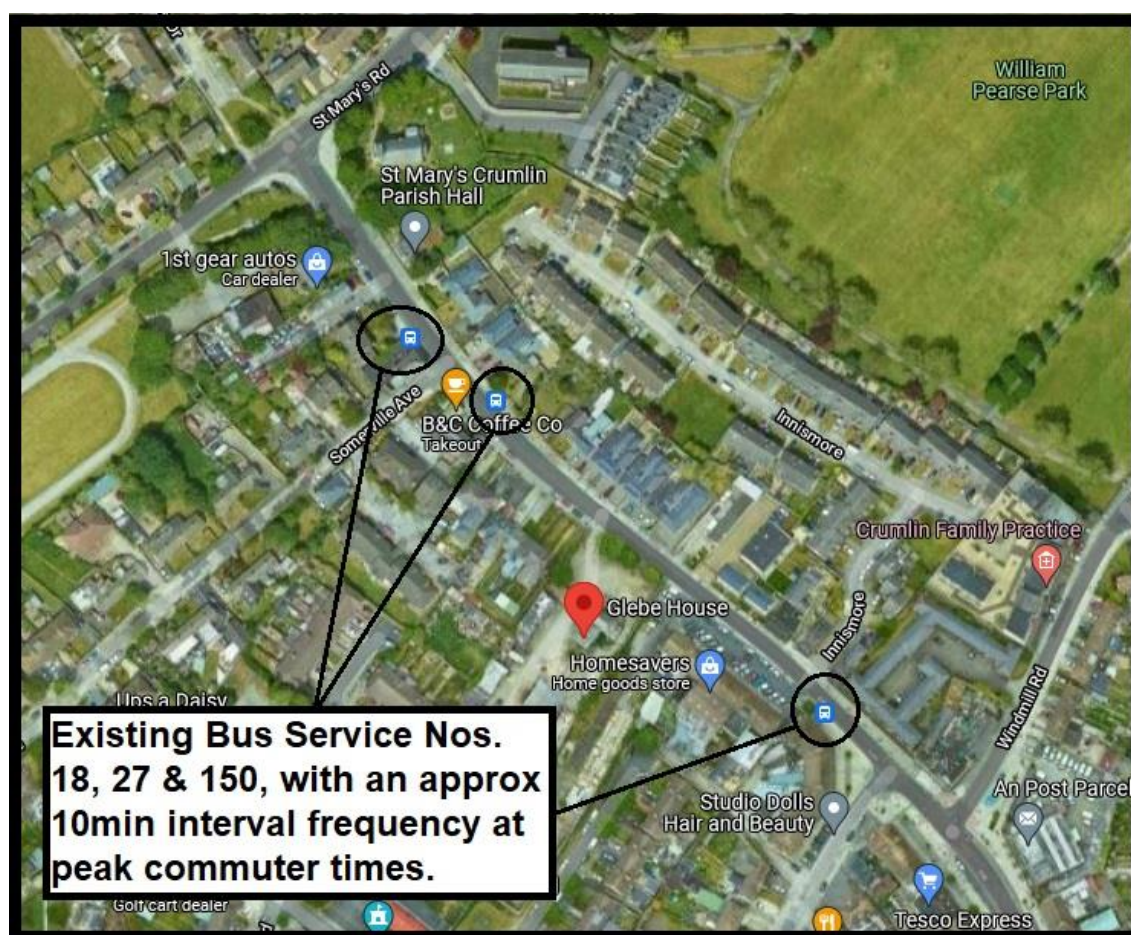 William
Pearse Park
St Mary's Rd
St Mary's Crumlin
Parish Hall
1st gear autos
Car dealer
B&C Coffee Co
Takeout
Somerville Ave
Innismore
Crumlin Family Practice
Glebe House
Innismore
Homesavers
Home goods store
Windmill Rd
Ups a Daisy
Existing Bus Service Nos.
18, 27 & 150, with an approx
10min interval frequency at
peak commuter times.
Studio Dolls
Hair and Beauty
An Post Parcel
Golf cart dealer
Tesco Express